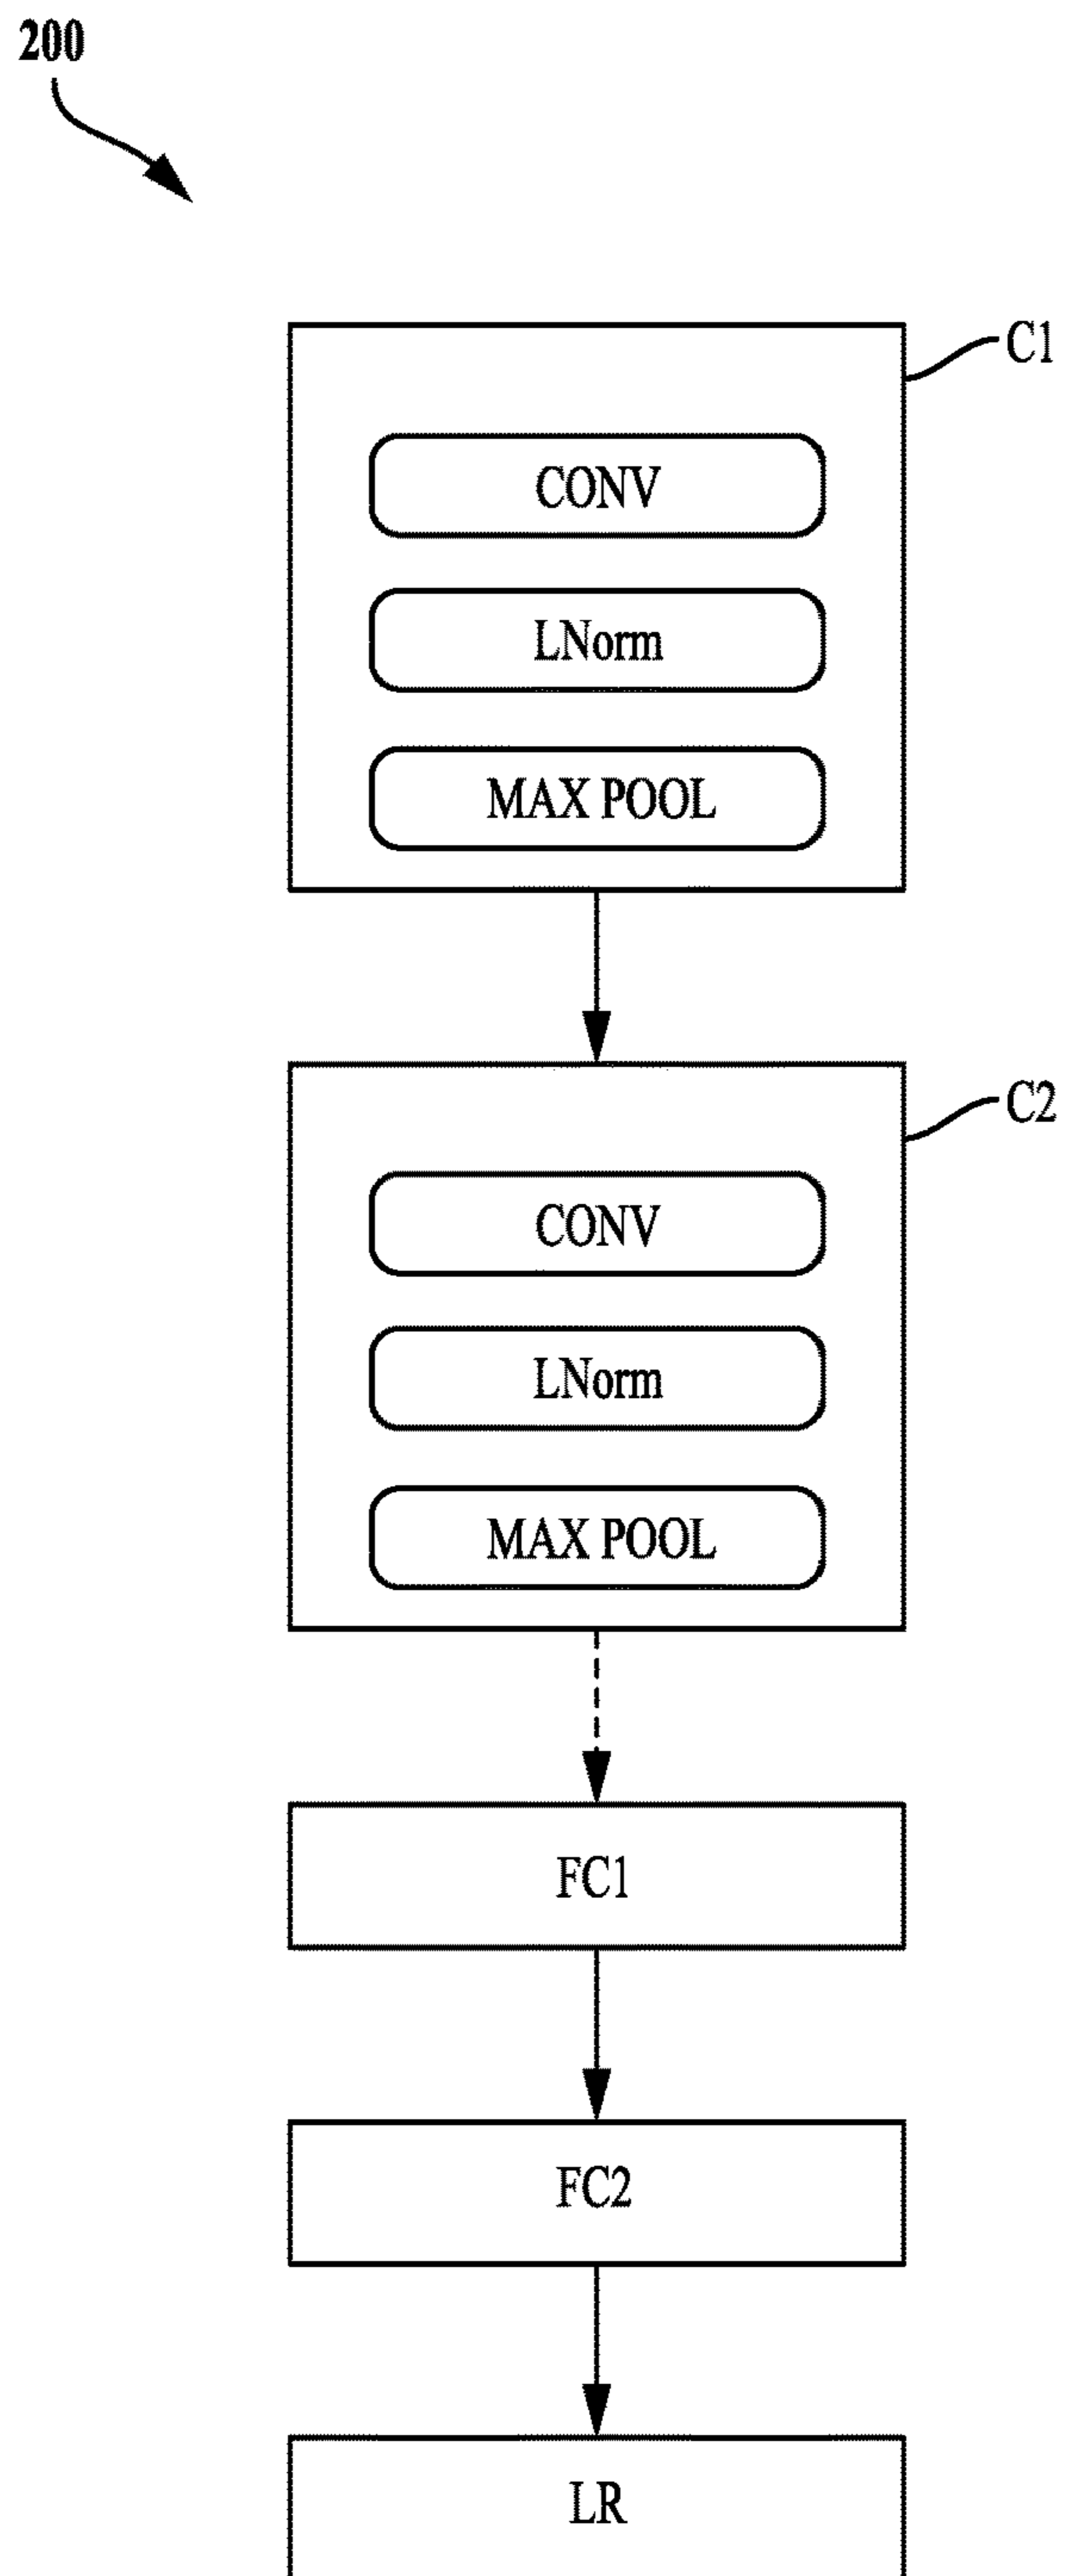 200
C1
CONV
LNorm
MAX POOL
C2
CONV
LNorm
MAX POOL
FC1
FC2
LR